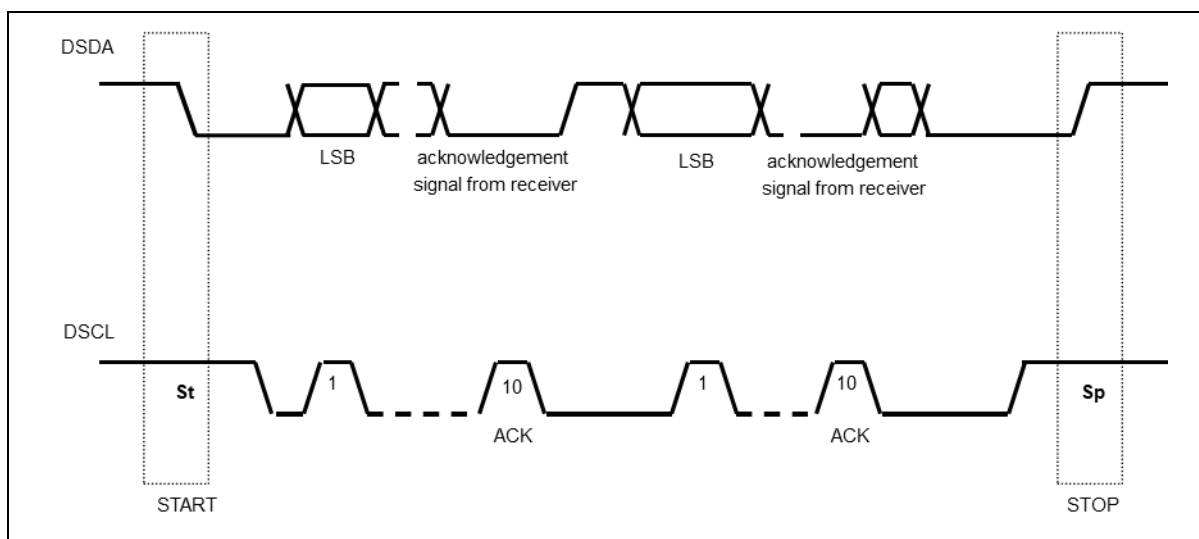 DSDA
LSB
acknowledgement
signal from receiver
LSB
acknowledgement
signal from receiver
DSCL
St
1
10
1
10
Sp
ACK
ACK
START
STOP